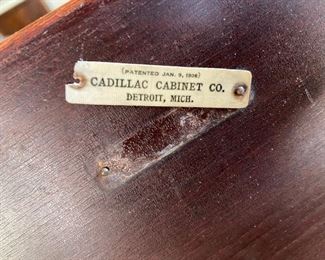 (PATENTED JAN. 9, 1906)
CADILLAC CABINET CO.
DETROIT, MICH.